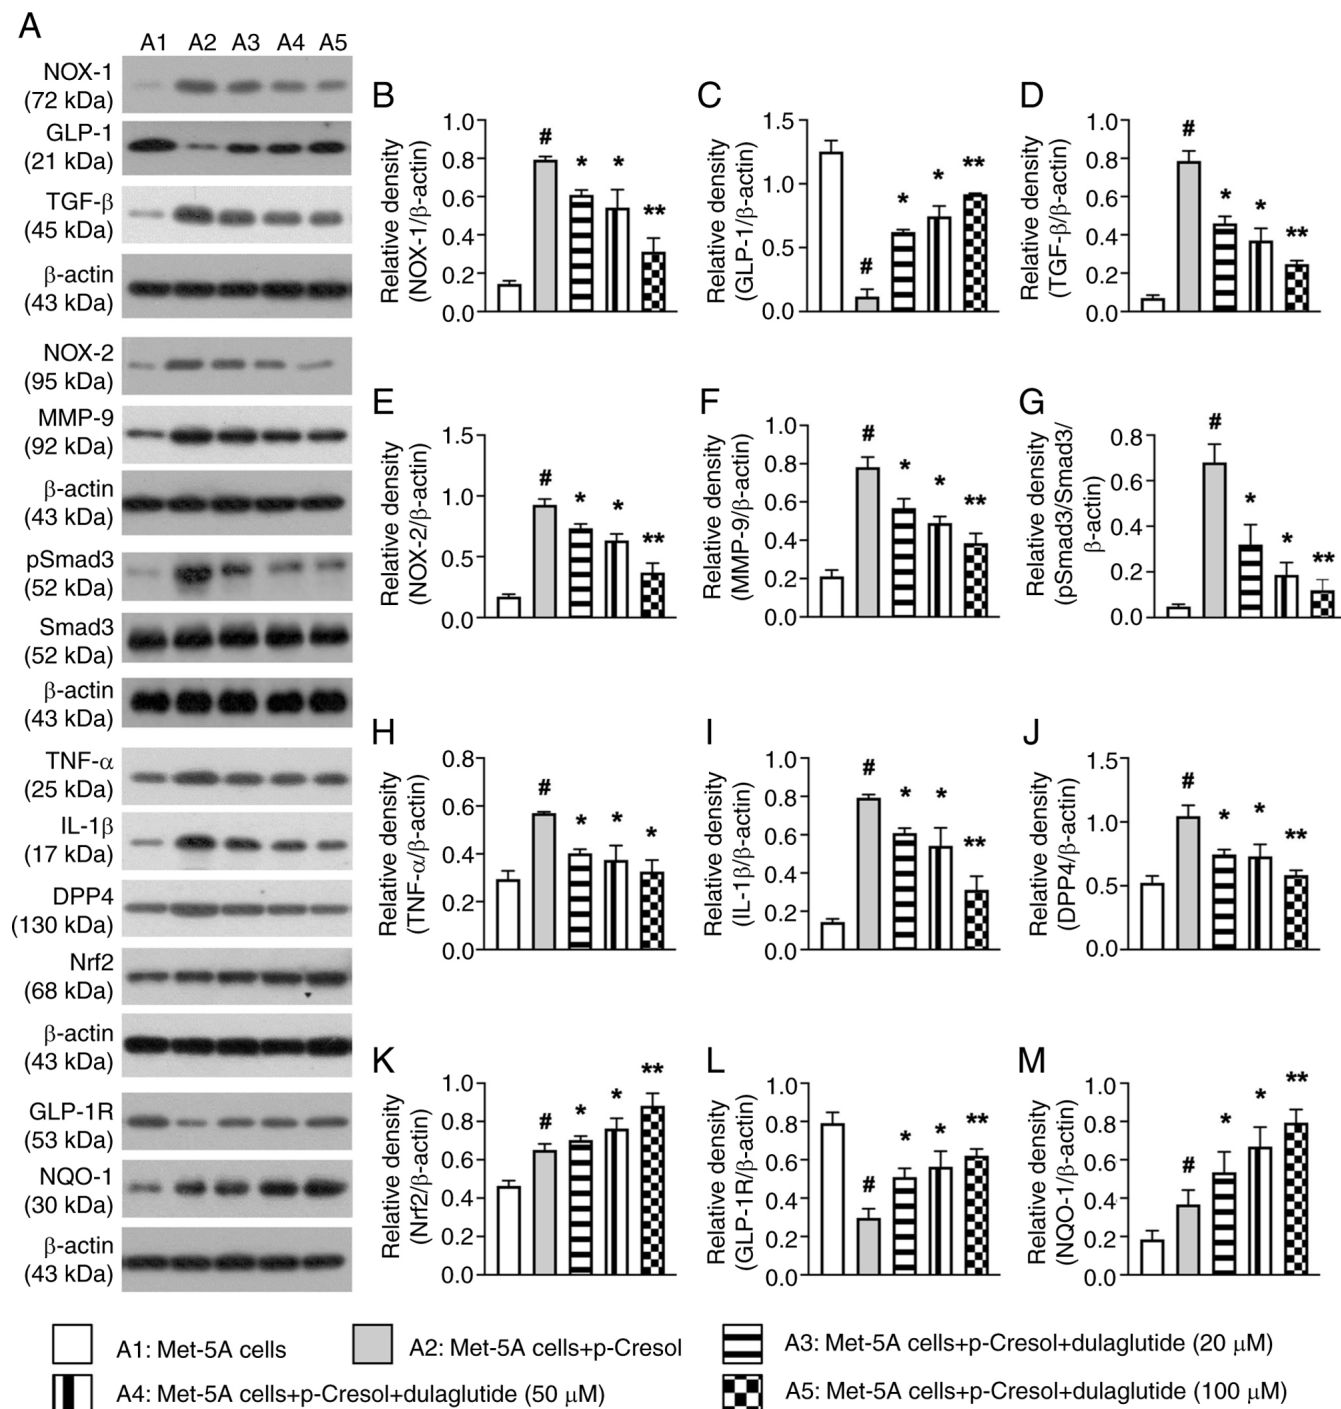 A
A1 A2 A3 A4 A5
NOX-1
(72 kDa)
GLP-1
(21 kDa)
TGF-β
(45 kDa)
β-actin
(43 kDa)
NOX-2
(95 kDa)
MMP-9
(92 kDa)
β-actin
(43 kDa)
pSmad3
(52 kDa)
Smad3
(52 kDa)
β-actin
(43 kDa)
TNF-α
(25 kDa)
IL-1β
(17 kDa)
DPP4
(130 kDa)
Nrf2
(68 kDa)
β-actin
(43 kDa)
GLP-1R
(53 kDa)
NQO-1
(30 kDa)
β-actin
(43 kDa)
B
Relative density
(NOX-1/β-actin)
1.0
0.8
0.6
0.4
0.2
0.0
# * * **
C
Relative density
(GLP-1/β-actin)
1.5
1.0
0.5
0.0
# * * **
D
Relative density
(TGF-β/β-actin)
1.0
0.8
0.6
0.4
0.2
0.0
# * * **
E
Relative density
(NOX-2/β-actin)
1.5
1.0
0.5
0.0
# * * **
F
Relative density
(MMP-9/β-actin)
1.0
0.8
0.6
0.4
0.2
0.0
# * * **
G
Relative density
(pSmad3/Smad3/
β-actin)
0.8
0.6
0.4
0.2
0.0
# * * **
H
Relative density
(TNF-α/β-actin)
0.8
0.6
0.4
0.2
0.0
# * * *
I
Relative density
(IL-1β/β-actin)
1.0
0.8
0.6
0.4
0.2
0.0
# * * **
J
Relative density
(DPP4/β-actin)
1.5
1.0
0.5
0.0
# * * **
K
Relative density
(Nrf2/β-actin)
1.0
0.8
0.6
0.4
0.2
0.0
# * * **
L
Relative density
(GLP-1R/β-actin)
1.0
0.8
0.6
0.4
0.2
0.0
# * * **
M
Relative density
(NQO-1/β-actin)
1.0
0.8
0.6
0.4
0.2
0.0
# * * **
A1: Met-5A cells
A2: Met-5A cells+p-Cresol
A3: Met-5A cells+p-Cresol+dulaglutide (20 μM)
A4: Met-5A cells+p-Cresol+dulaglutide (50 μM)
A5: Met-5A cells+p-Cresol+dulaglutide (100 μM)